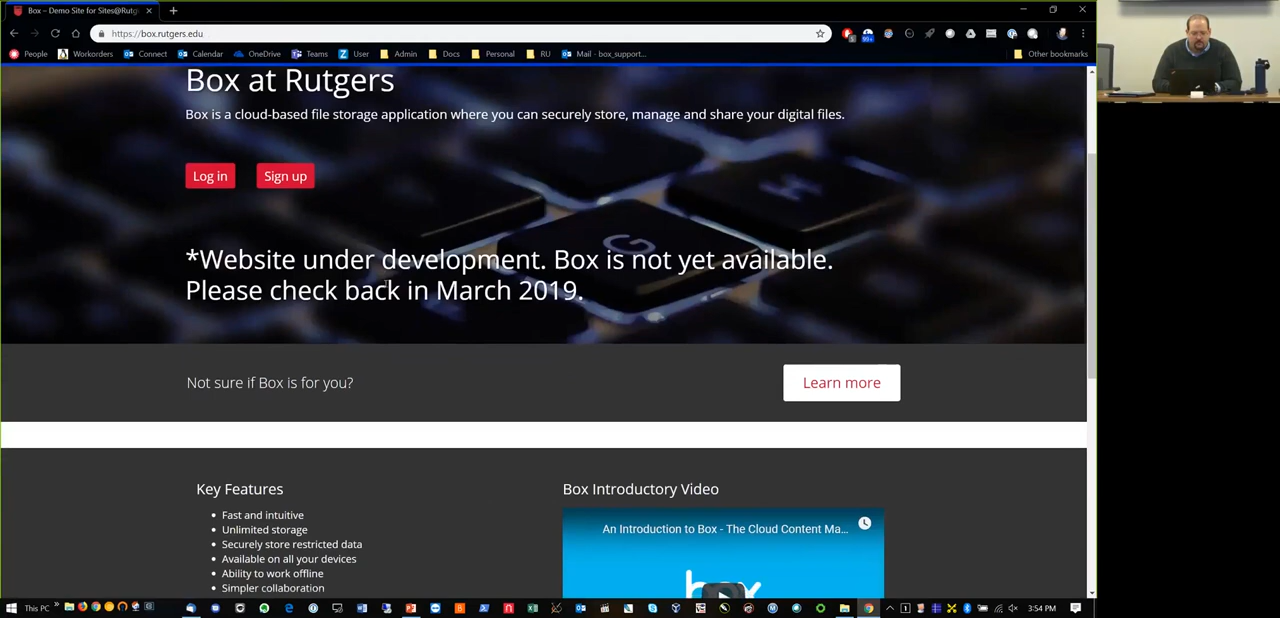 Box – Demo Site for Sites@Rutg
https://box.rutgers.edu
People Workorders Connect Calendar OneDrive Teams User Admin Docs Personal RU Mail - box_support... Other bookmarks
Box at Rutgers
Box is a cloud-based file storage application where you can securely store, manage and share your digital files.
Log in Sign up
*Website under development. Box is not yet available.
Please check back in March 2019.
Not sure if Box is for you? Learn more
Key Features
Fast and intuitive
Unlimited storage
Securely store restricted data
Available on all your devices
Ability to work offline
Simpler collaboration
Box Introductory Video
An Introduction to Box - The Cloud Content Ma...
box
This PC 3:54 PM